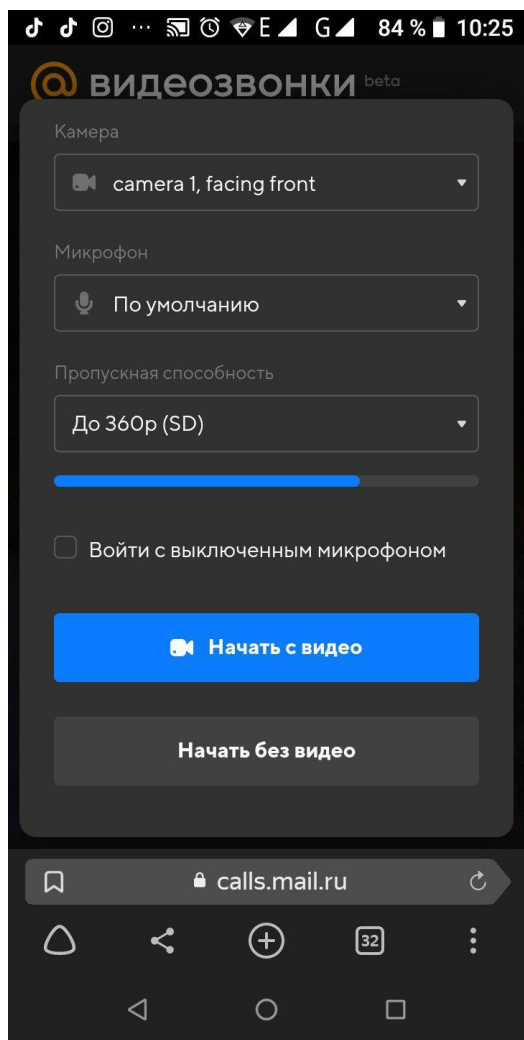 E G 84 % 10:25
@ видеозвонки beta
Камера
camera 1, facing front
Микрофон
По умолчанию
Пропускная способность
До 360p (SD)
Войти с выключенным микрофоном
Начать с видео
Начать без видео
calls.mail.ru
32